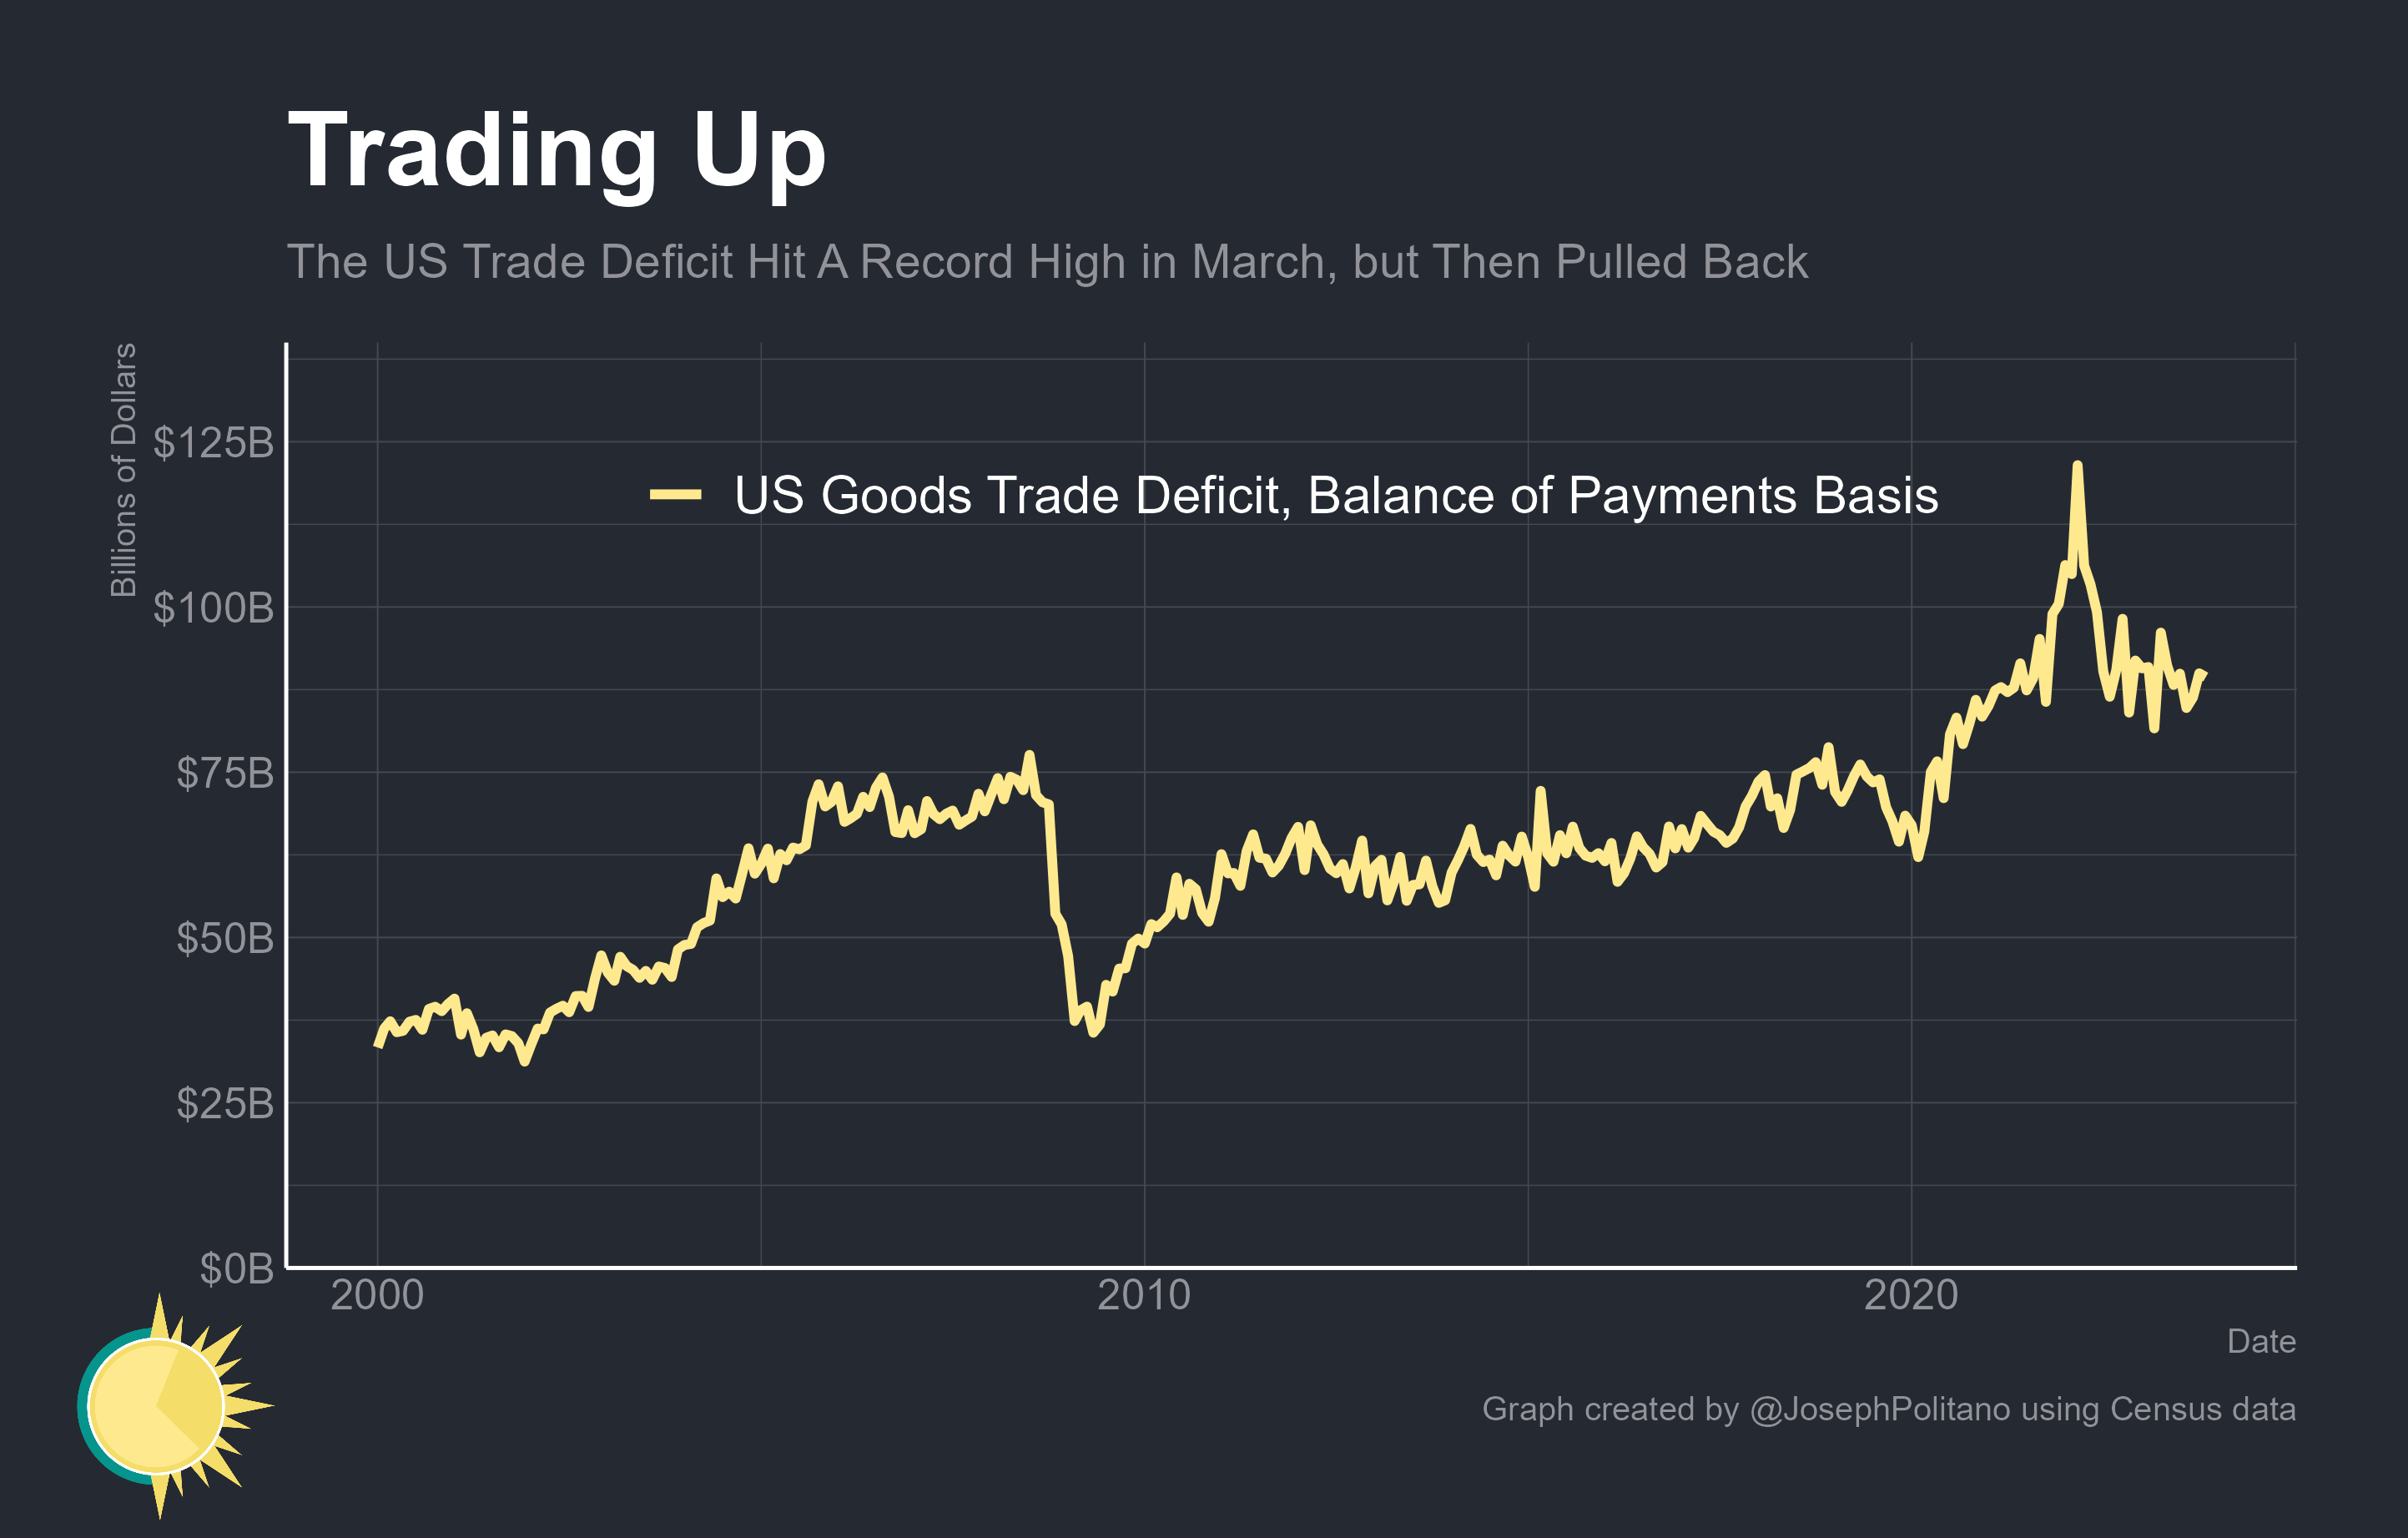 Trading Up
The US Trade Deficit Hit A Record High in March, but Then Pulled Back
Billions of Dollars
$125B
US Goods Trade Deficit, Balance of Payments Basis
$100B
$75B
$50B
$25B
$0B
2000
2010
2020
Date
Graph created by @JosephPolitano using Census data